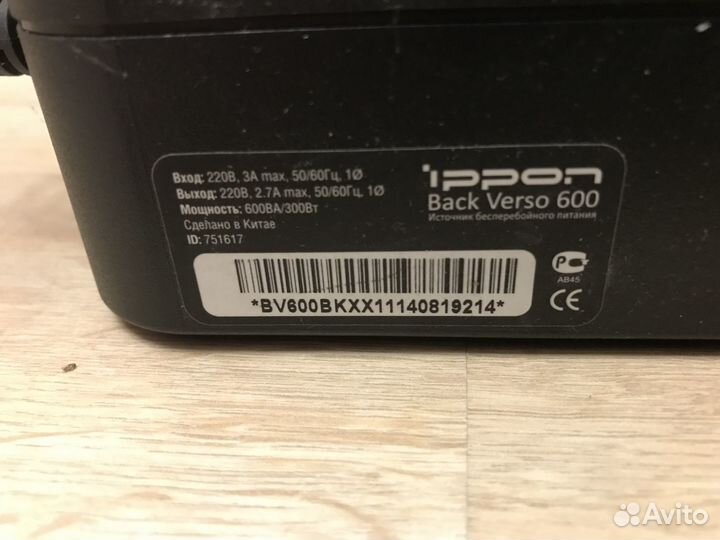 Вход: 220В, 3А max, 50/60Гц, 1Ø
Выход: 220В, 2.7А max, 50/60Гц, 1Ø
Мощность: 600ВА/300Вт
Сделано в Китае
ID: 751617
ippon
Back Verso 600
Источник бесперебойного питания
*BV600BKXX11140819214*
АВ45
CE
Avito